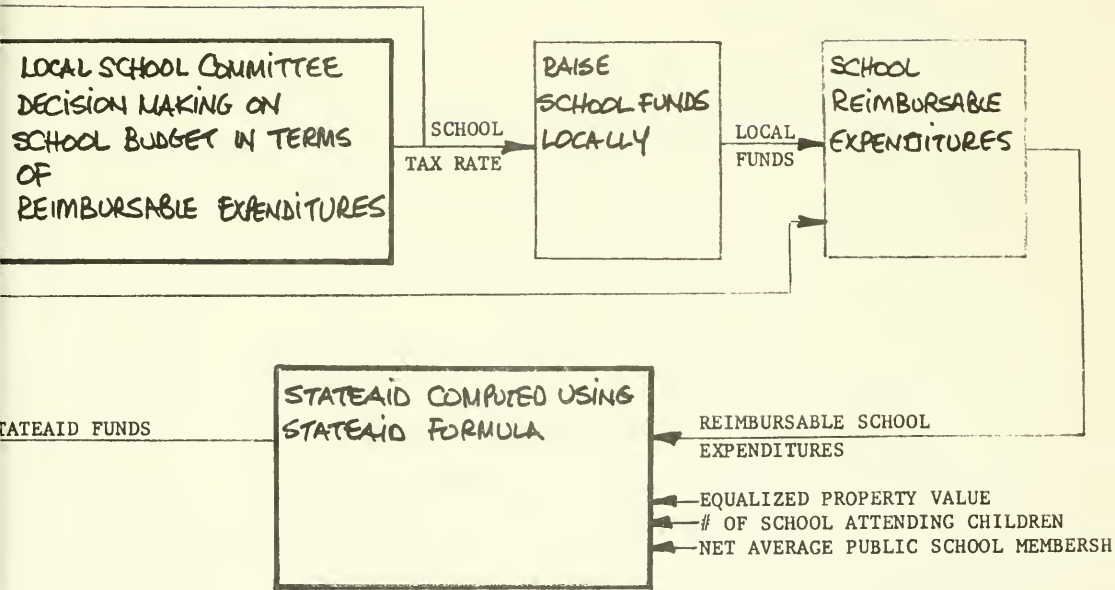 LOCAL SCHOOL COMMITTEE
DECISION MAKING ON
SCHOOL BUDGET IN TERMS
OF
REIMBURSABLE EXPENDITURES
SCHOOL
TAX RATE
RAISE
SCHOOL FUNDS
LOCALLY
LOCAL
FUNDS
SCHOOL
REIMBURSABLE
EXPENDITURES
TATEAID FUNDS
STATEAID COMPUTED USING
STATEAID FORMULA
REIMBURSABLE SCHOOL
EXPENDITURES
EQUALIZED PROPERTY VALUE
# OF SCHOOL ATTENDING CHILDREN
NET AVERAGE PUBLIC SCHOOL MEMBERSH